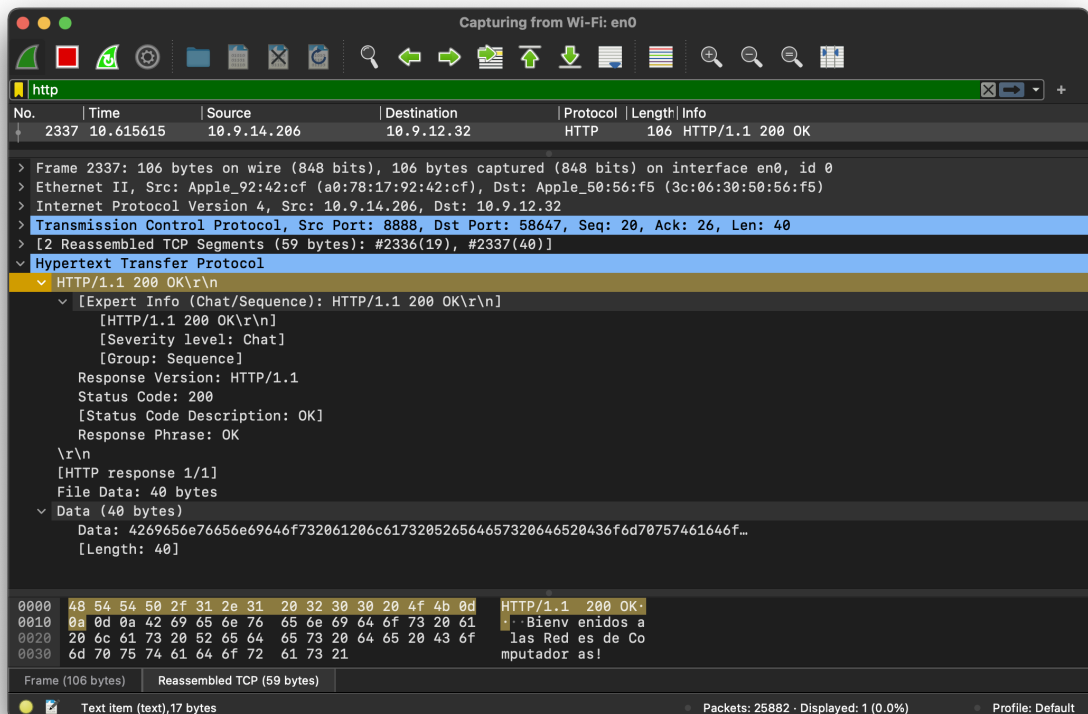 Capturing from Wi-Fi: en0
http
No. Time Source Destination Protocol Length Info
2337 10.615615 10.9.14.206 10.9.12.32 HTTP 106 HTTP/1.1 200 OK
Frame 2337: 106 bytes on wire (848 bits), 106 bytes captured (848 bits) on interface en0, id 0
Ethernet II, Src: Apple_92:42:cf (a0:78:17:92:42:cf), Dst: Apple_50:56:f5 (3c:06:30:50:56:f5)
Internet Protocol Version 4, Src: 10.9.14.206, Dst: 10.9.12.32
Transmission Control Protocol, Src Port: 8888, Dst Port: 58647, Seq: 20, Ack: 26, Len: 40
[2 Reassembled TCP Segments (59 bytes): #2336(19), #2337(40)]
Hypertext Transfer Protocol
HTTP/1.1 200 OK\r\n
[Expert Info (Chat/Sequence): HTTP/1.1 200 OK\r\n]
[HTTP/1.1 200 OK\r\n]
[Severity level: Chat]
[Group: Sequence]
Response Version: HTTP/1.1
Status Code: 200
[Status Code Description: OK]
Response Phrase: OK
\r\n
[HTTP response 1/1]
File Data: 40 bytes
Data (40 bytes)
Data: 4269656e76656e69646f732061206c617320526564657320646520436f6d70757461646f…
[Length: 40]
0000 48 54 54 50 2f 31 2e 31 20 32 30 30 20 4f 4b 0d HTTP/1.1 200 OK·
0010 0a 0d 0a 42 69 65 6e 76 65 6e 69 64 6f 73 20 61 ···Bienv enidos a
0020 20 6c 61 73 20 52 65 64 65 73 20 64 65 20 43 6f las Red es de Co
0030 6d 70 75 74 61 64 6f 72 61 73 21 mputador as!
Frame (106 bytes) Reassembled TCP (59 bytes)
Text item (text),17 bytes Packets: 25882 · Displayed: 1 (0.0%) Profile: Default